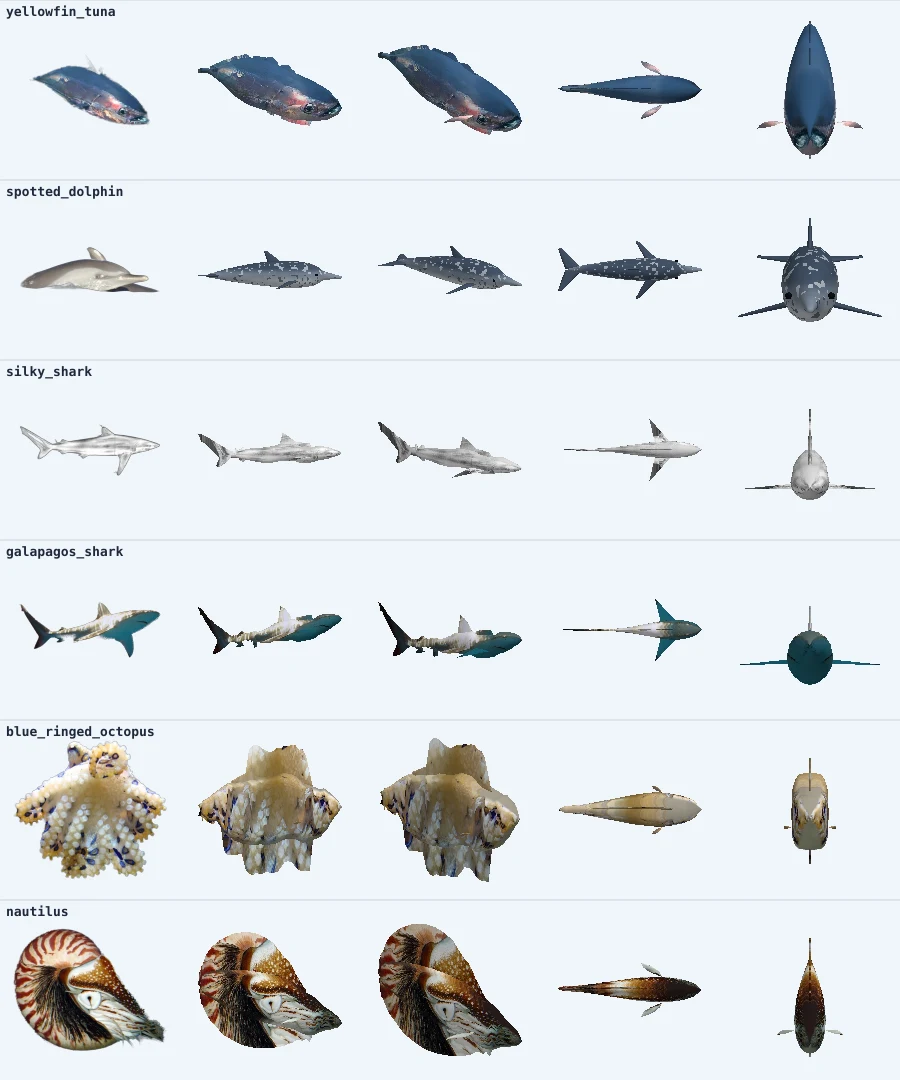 yellowfin_tuna
spotted_dolphin
silky_shark
galapagos_shark
blue_ringed_octopus
nautilus